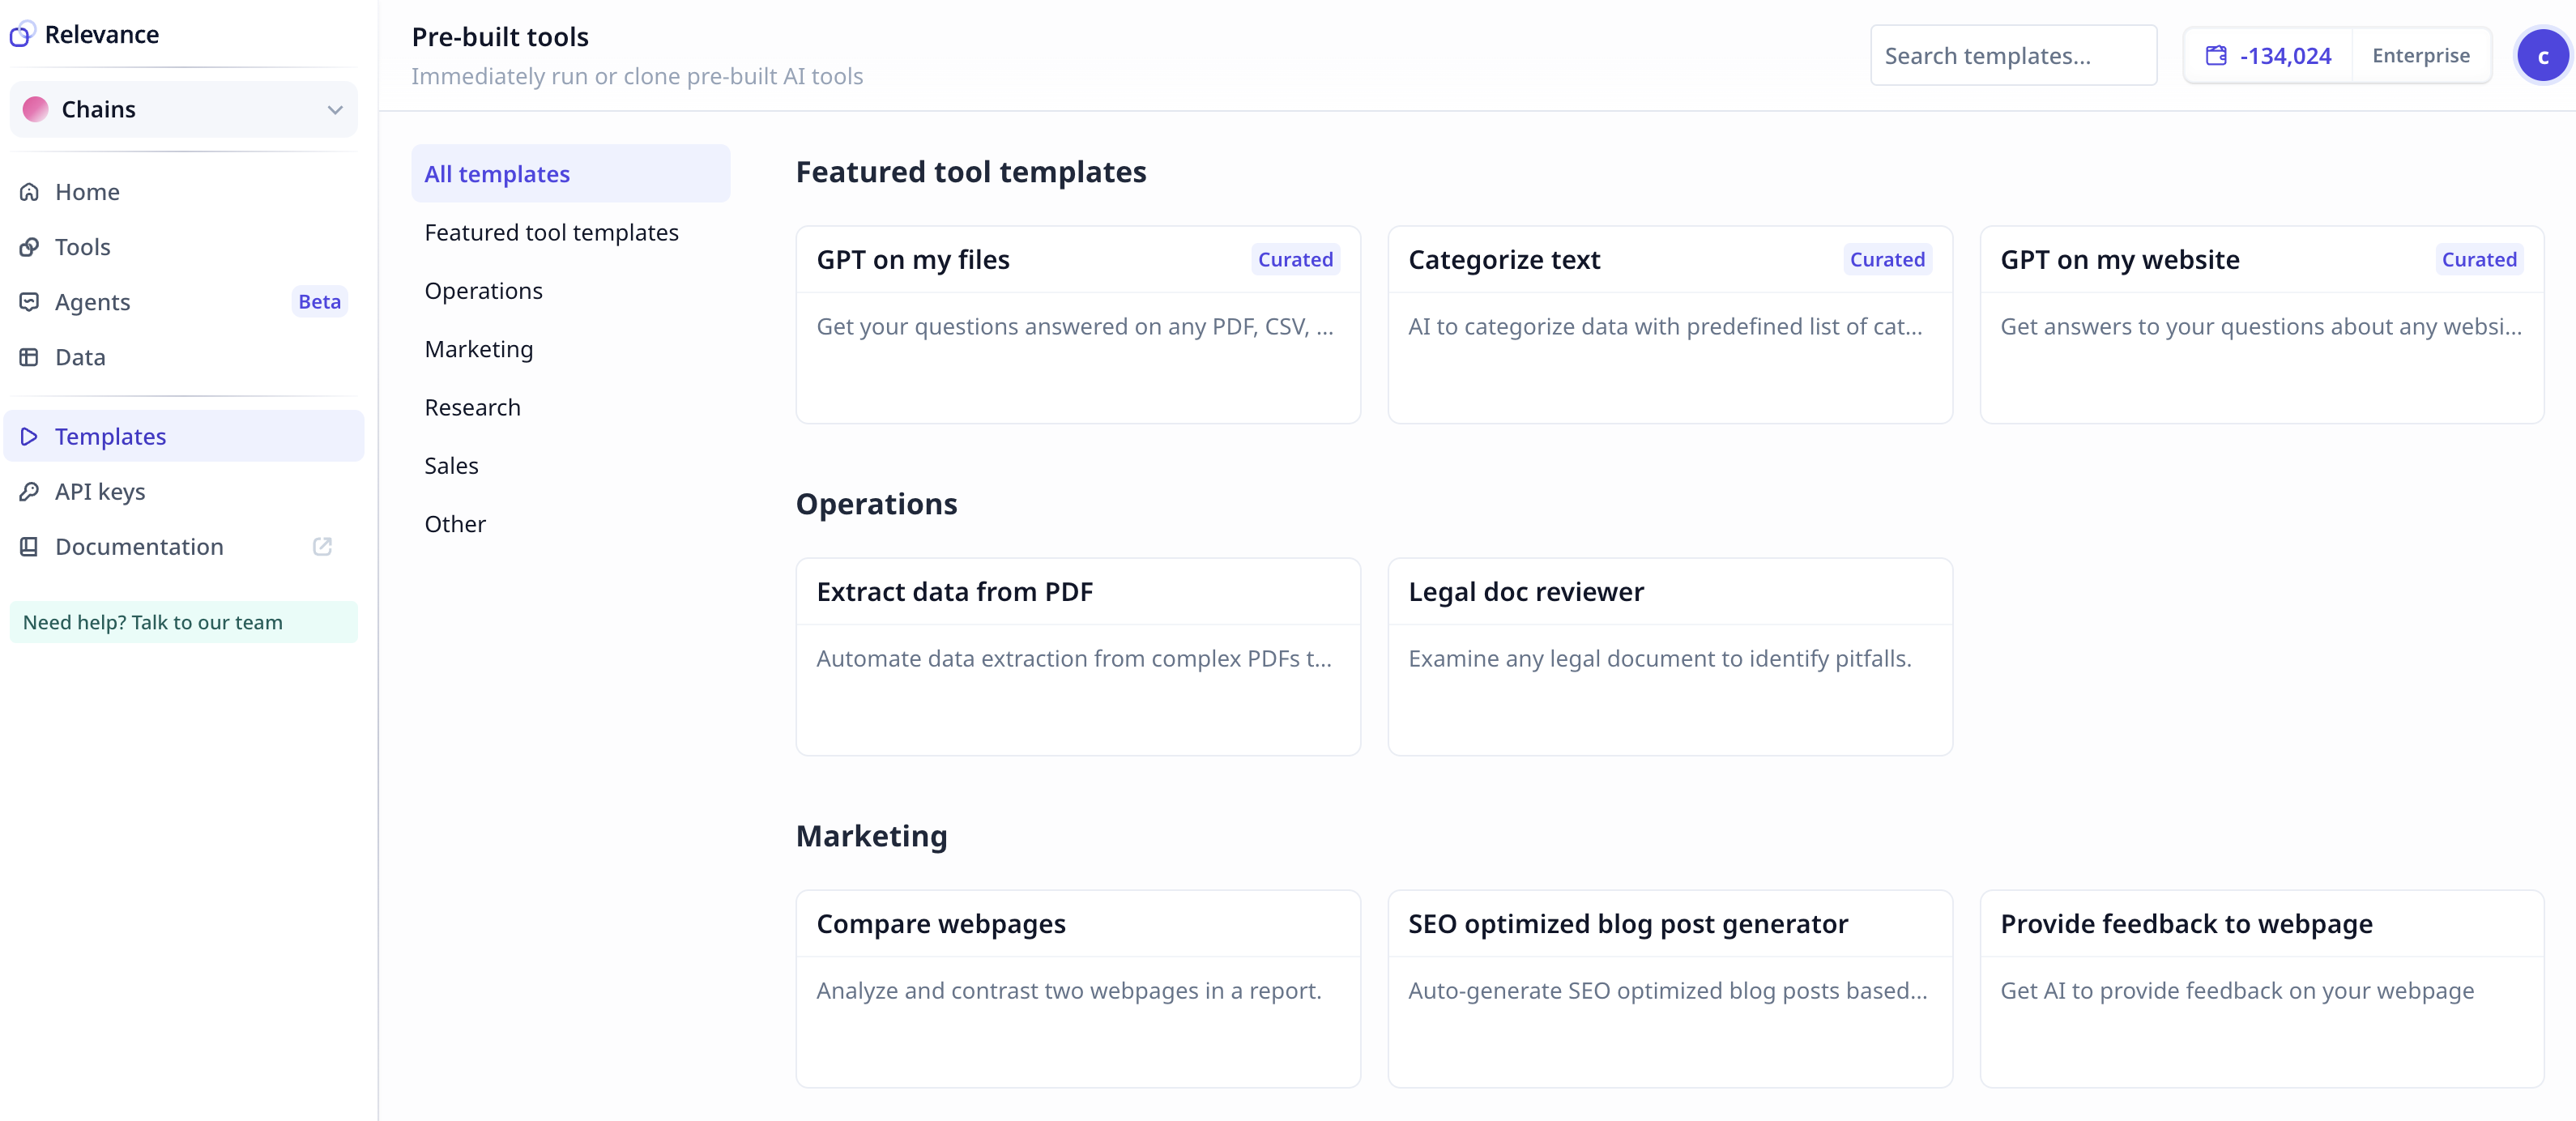 Relevance
Chains
Home
Tools
Agents
Beta
Data
Templates
API keys
Documentation
Need help? Talk to our team
Pre-built tools
Immediately run or clone pre-built AI tools
Search templates...
-134,024
Enterprise
c
All templates
Featured tool templates
Operations
Marketing
Research
Sales
Other
Featured tool templates
GPT on my files
Curated
Get your questions answered on any PDF, CSV, ...
Categorize text
Curated
AI to categorize data with predefined list of cat...
GPT on my website
Curated
Get answers to your questions about any websi...
Operations
Extract data from PDF
Automate data extraction from complex PDFs t...
Legal doc reviewer
Examine any legal document to identify pitfalls.
Marketing
Compare webpages
Analyze and contrast two webpages in a report.
SEO optimized blog post generator
Auto-generate SEO optimized blog posts based...
Provide feedback to webpage
Get AI to provide feedback on your webpage